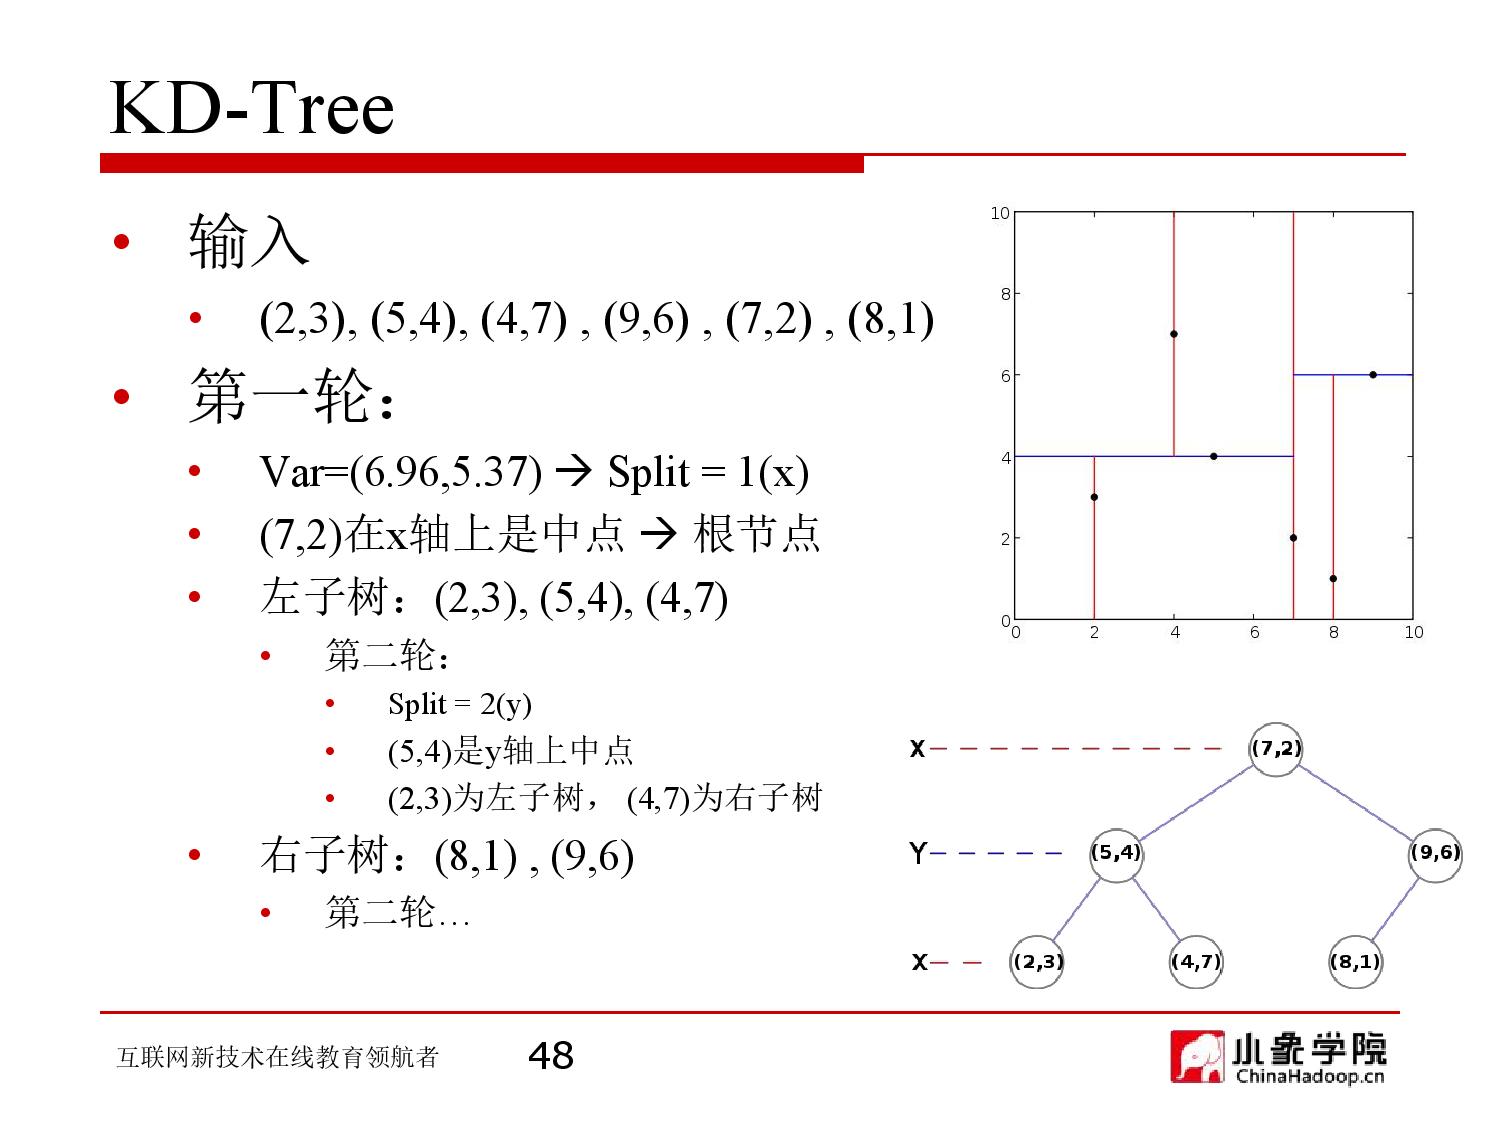 KD-Tree
• 输入
• (2,3), (5,4), (4,7) , (9,6) , (7,2) , (8,1)
• 第一轮：
• Var=(6.96,5.37) → Split = 1(x)
• (7,2)在x轴上是中点 → 根节点
• 左子树：(2,3), (5,4), (4,7)
• 第二轮：
• Split = 2(y)
• (5,4)是y轴上中点
• (2,3)为左子树， (4,7)为右子树
• 右子树：(8,1) , (9,6)
• 第二轮…
10
8
6
4
2
0
0 2 4 6 8 10
X (7,2)
Y (5,4) (9,6)
X (2,3) (4,7) (8,1)
互联网新技术在线教育领航者
48
小象学院
ChinaHadoop.cn